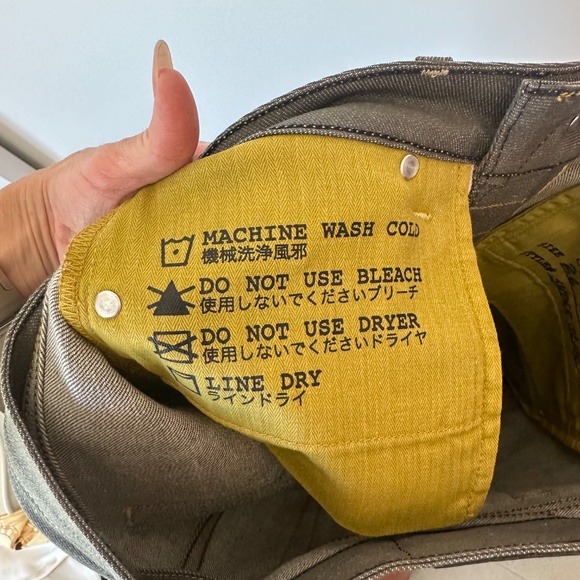 MACHINE WASH COLD
機械洗浄風邪
DO NOT USE BLEACH
使用しないでくださいブリーチ
DO NOT USE DRYER
使用しないでくださいドライヤ
LINE DRY
ラインドライ